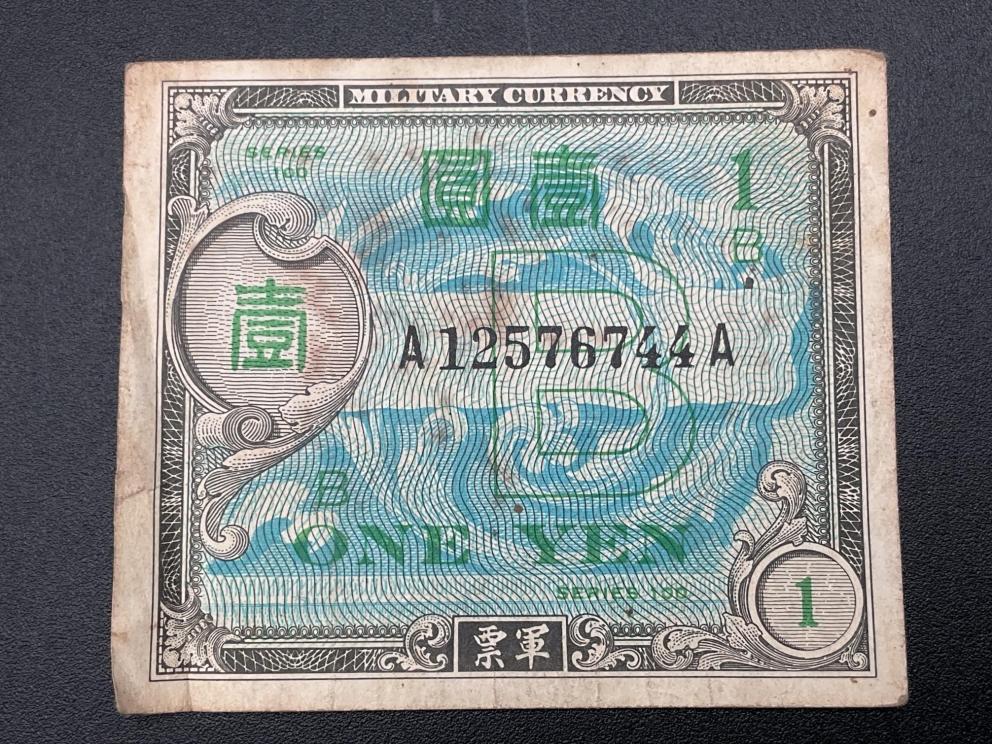 MILITARY CURRENCY
SERIES
100
圓壹
1
B
壹
B
A12576744A
B
ONE YEN
SERIES 100
1
票軍